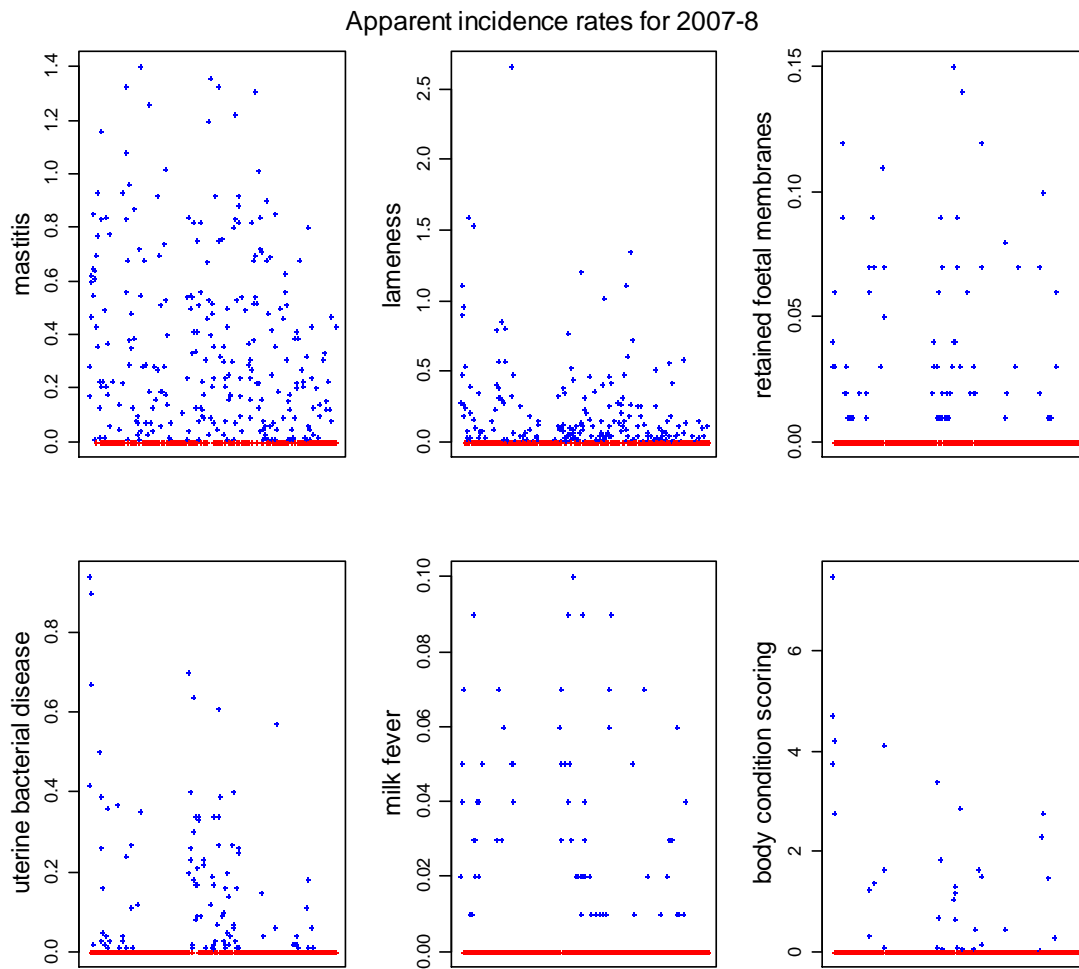 Apparent incidence rates for 2007-8
mastitis
0.0 0.2 0.4 0.6 0.8 1.0 1.2 1.4
lameness
0.0 0.5 1.0 1.5 2.0 2.5
retained foetal membranes
0.00 0.05 0.10 0.15
uterine bacterial disease
0.0 0.2 0.4 0.6 0.8
milk fever
0.00 0.02 0.04 0.06 0.08 0.10
body condition scoring
0 2 4 6